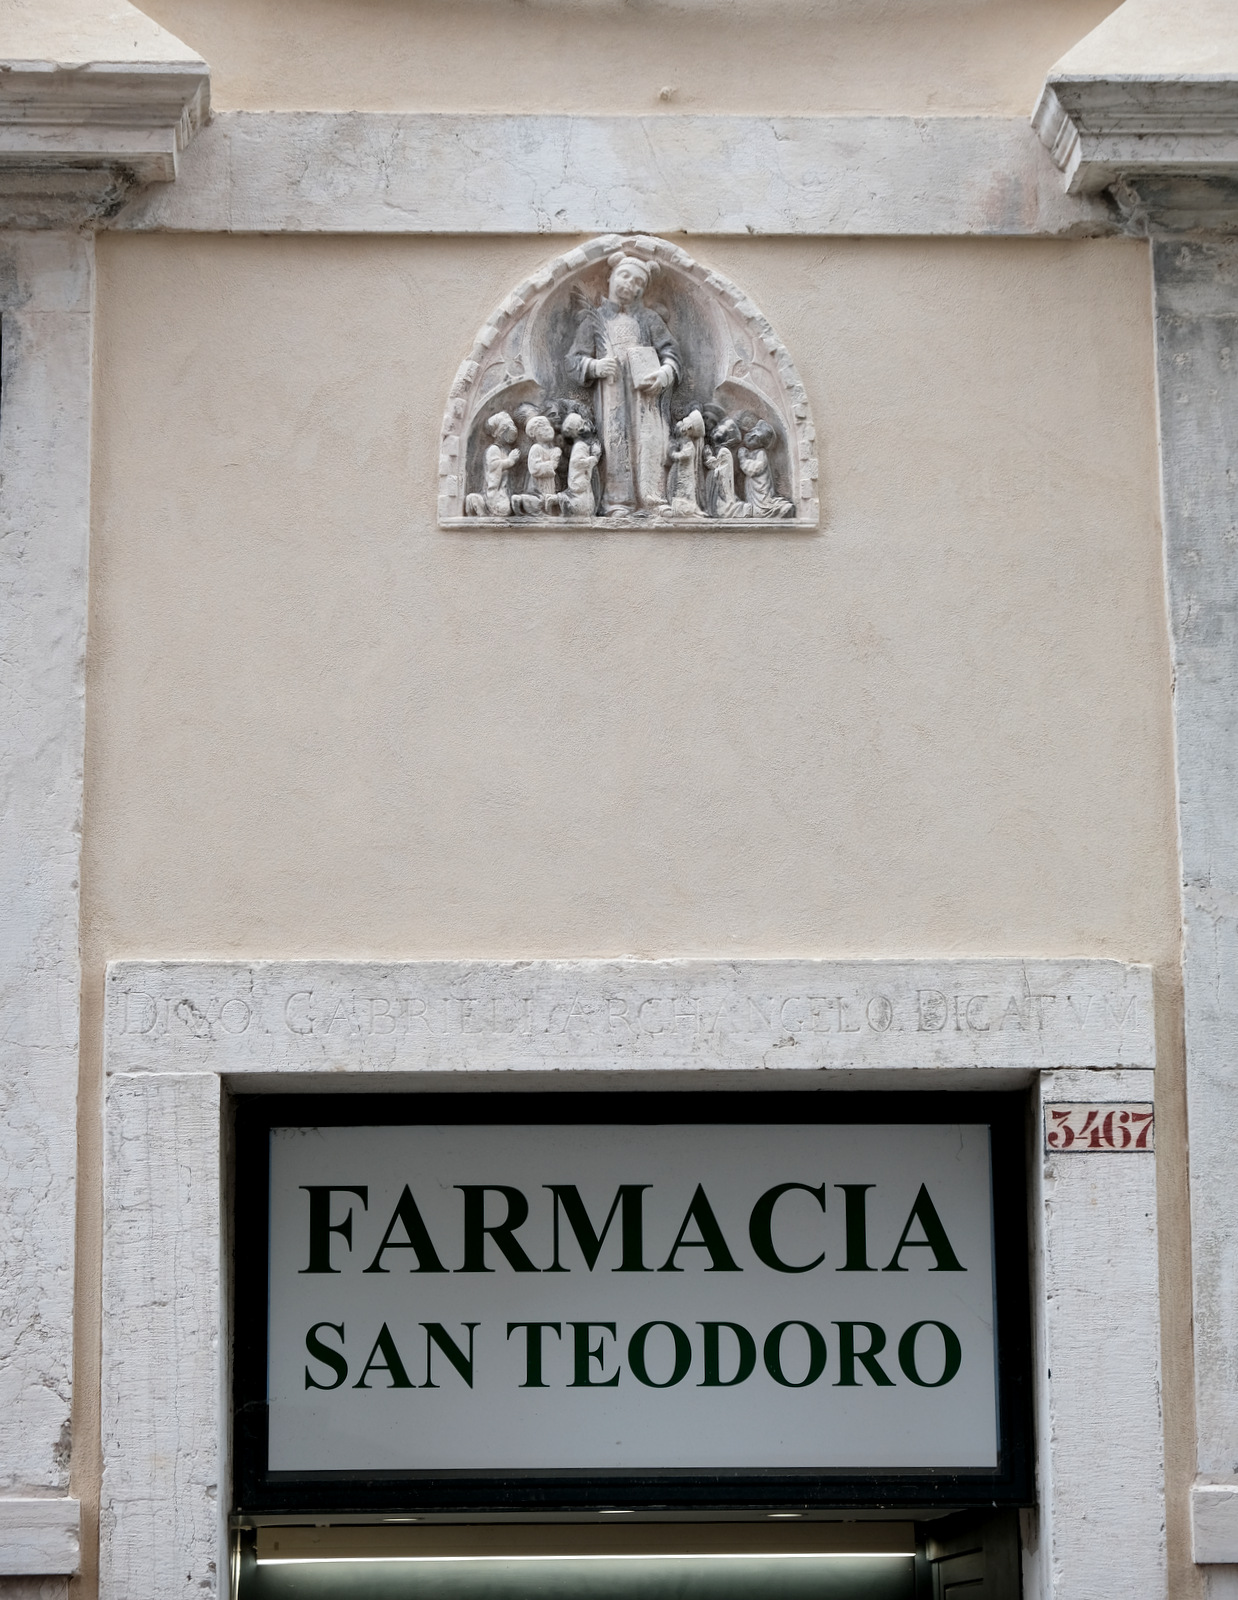 DIVO. GABRIELI. ARCHANGELO. DICATVM
3467
FARMACIA
SAN TEODORO